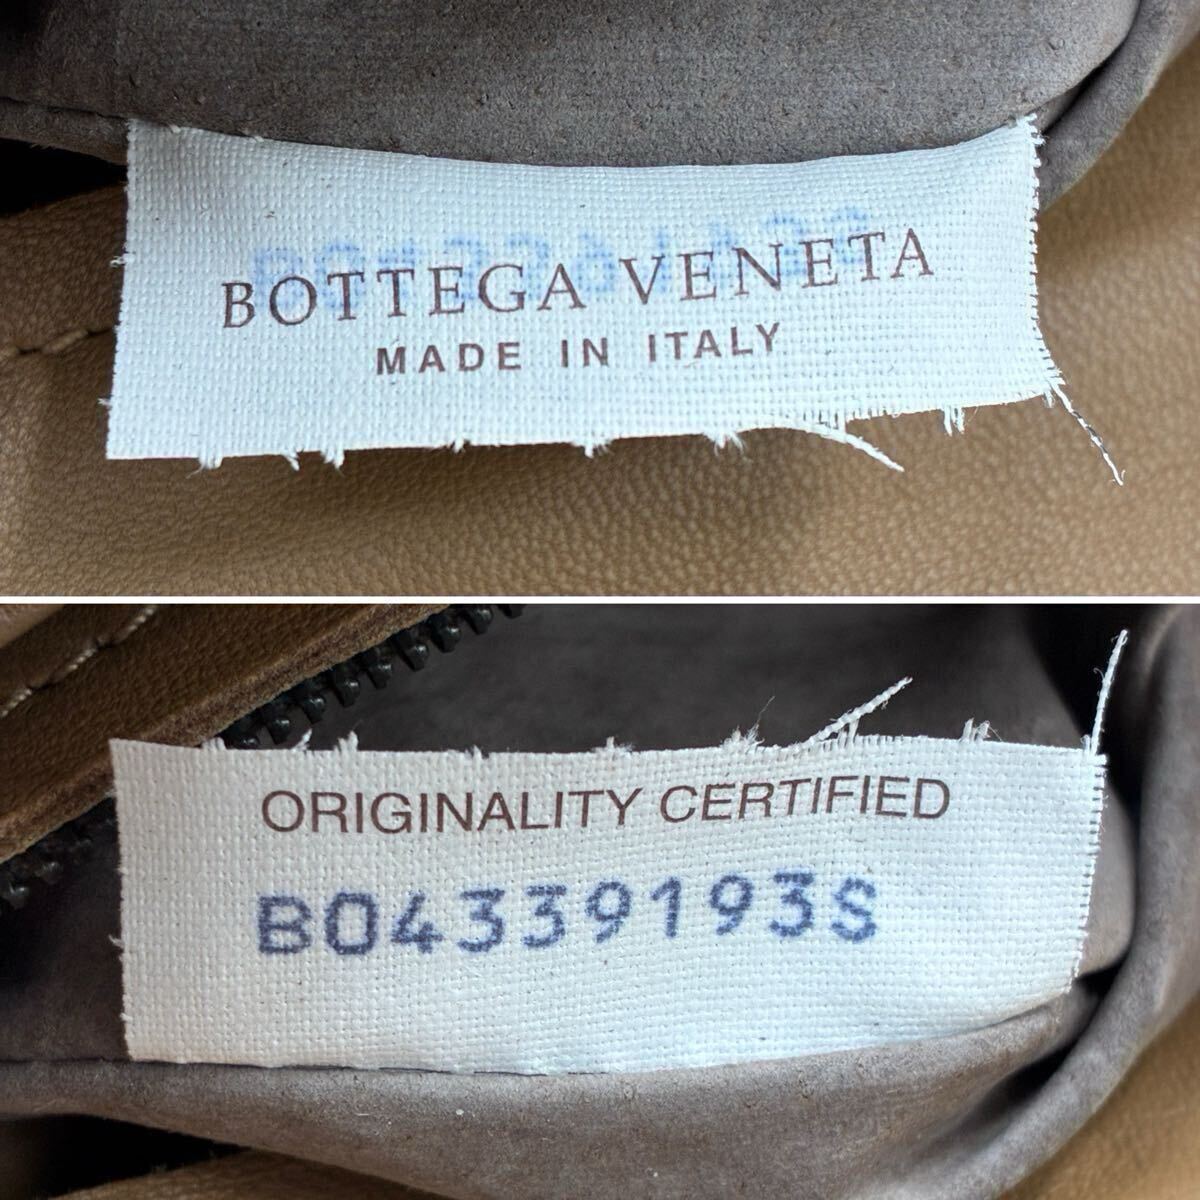 BOTTEGA VENETA
MADE IN ITALY
ORIGINALITY CERTIFIED
B04339193S